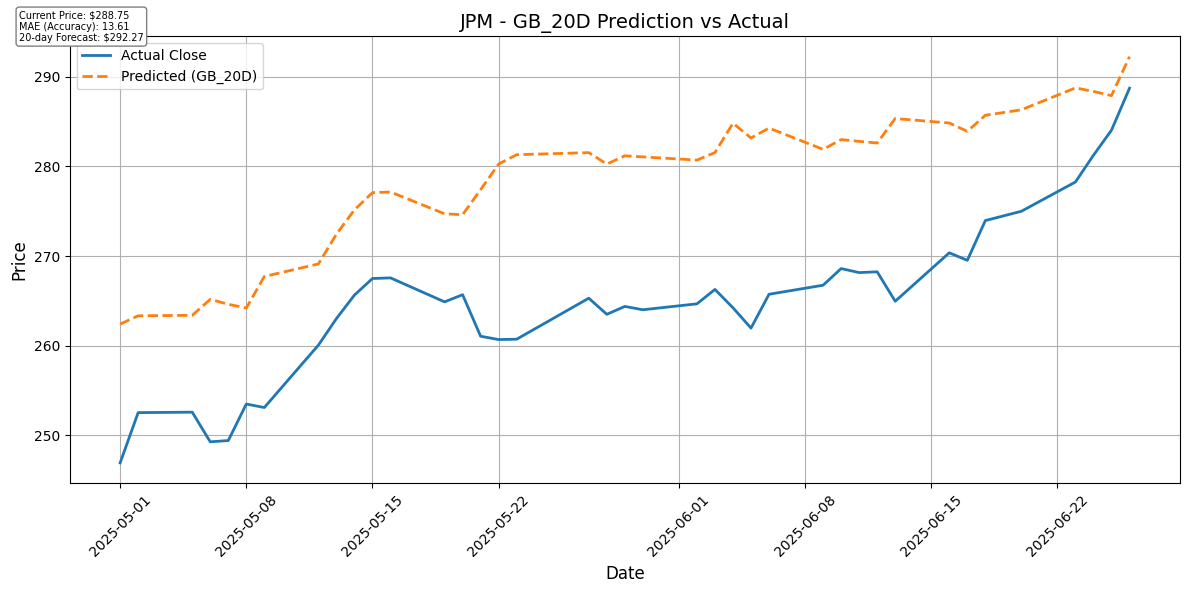 Current Price: $288.75
MAE (Accuracy): 13.61
20-day Forecast: $292.27
JPM - GB_20D Prediction vs Actual
Actual Close
Predicted (GB_20D)
Price
290
280
270
260
250
2025-05-01
2025-05-08
2025-05-15
2025-05-22
2025-06-01
2025-06-08
2025-06-15
2025-06-22
Date